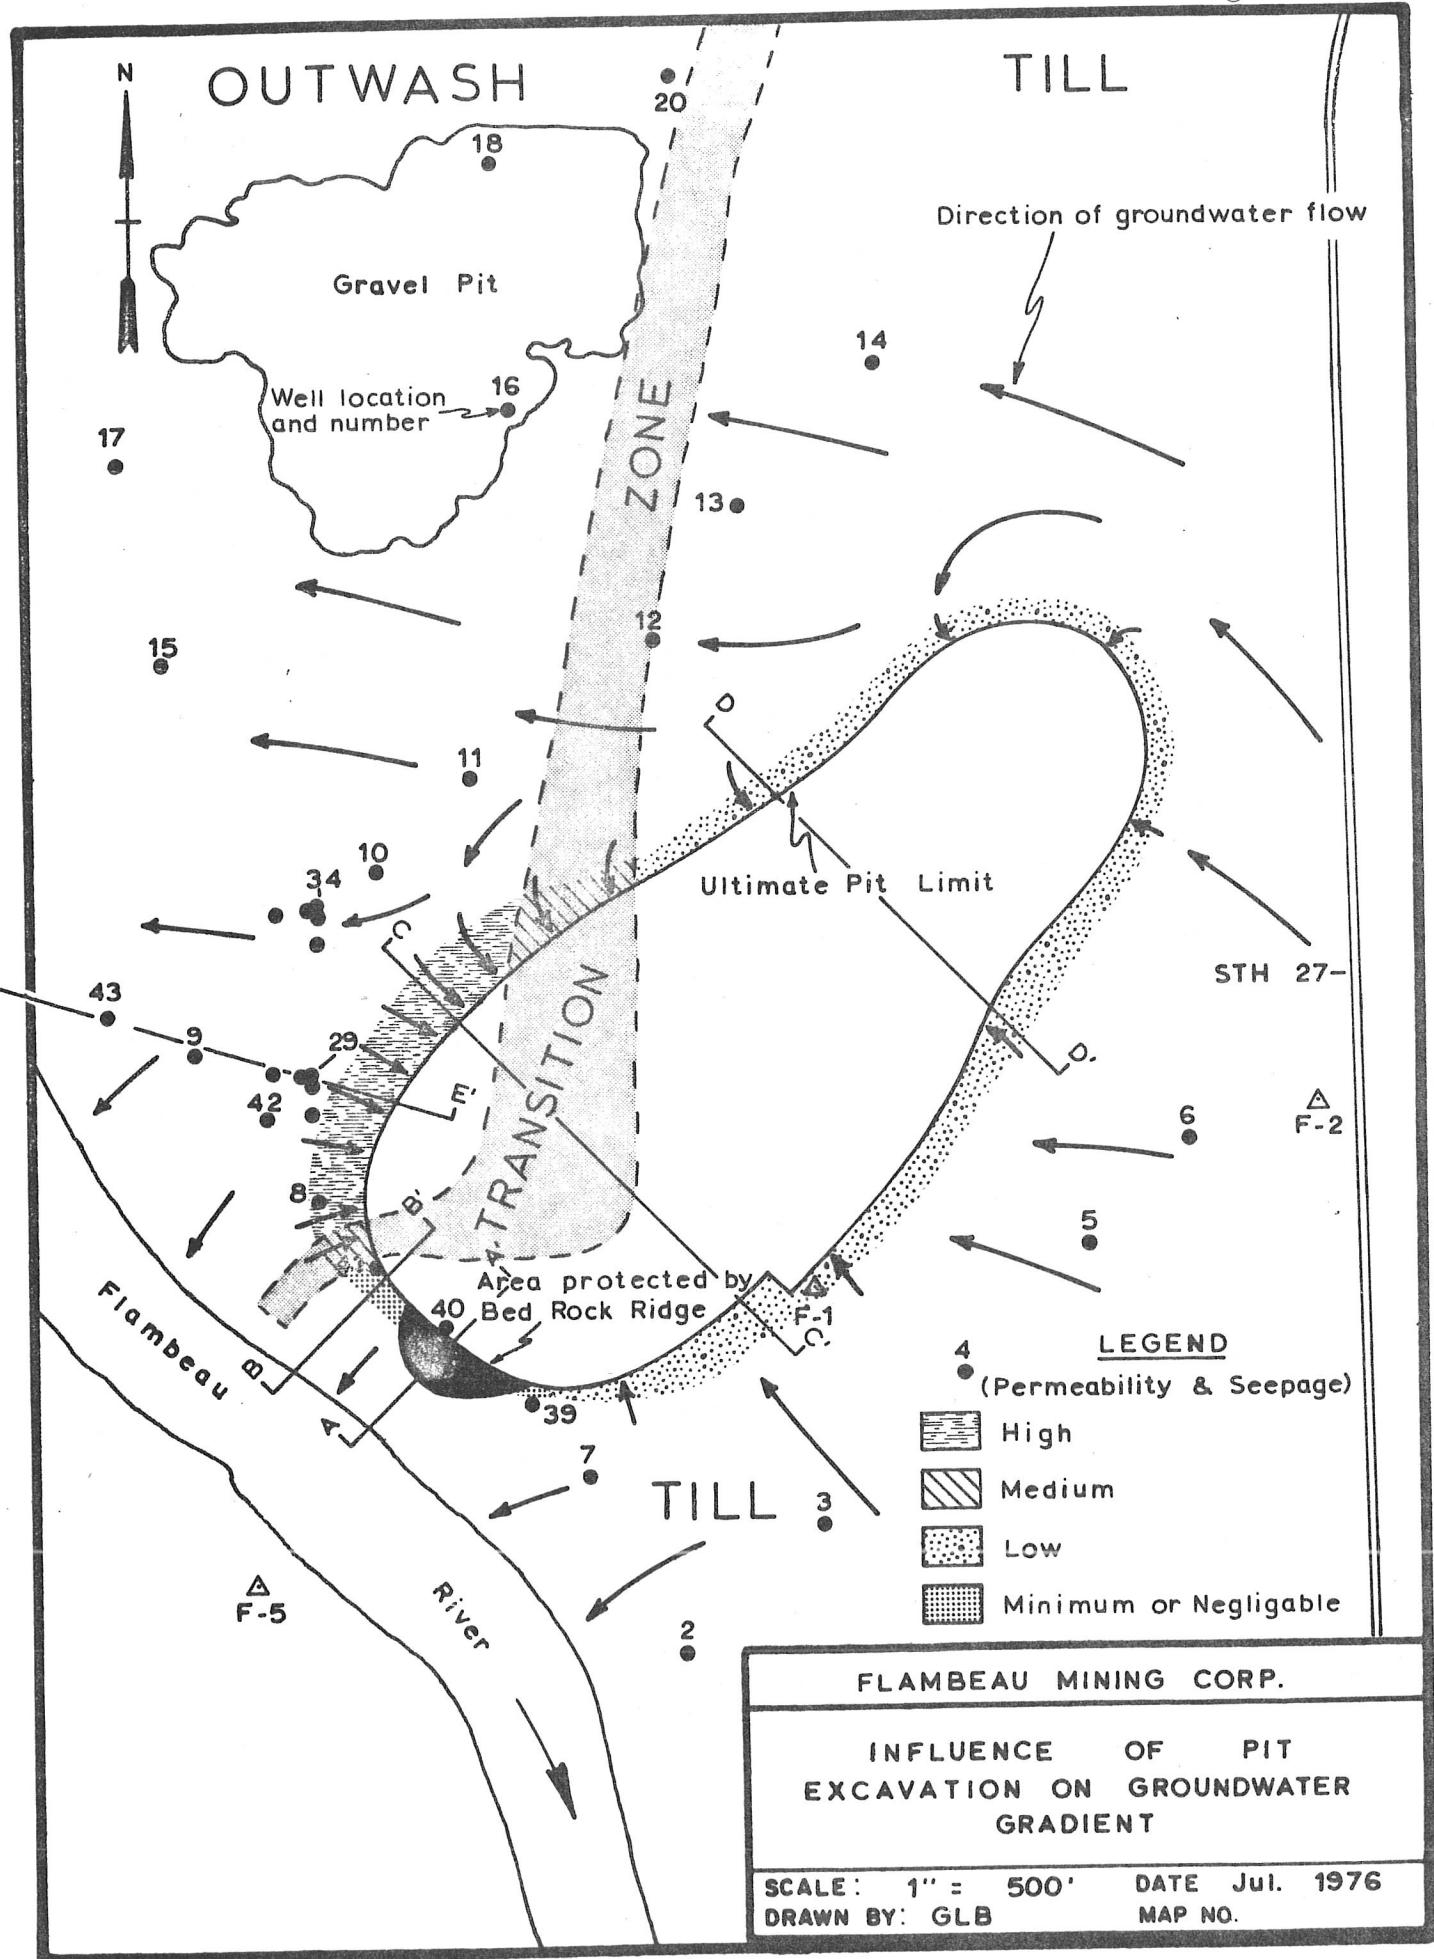 N
OUTWASH
TILL
20
18
Direction of groundwater flow
Gravel Pit
14
Well location
and number
16
17
ZONE
13
12
15
D
11
10
34
Ultimate Pit Limit
C
STH 27-
43
9
29
D'
E'
42
6
F-2
TRANSITION
8
B'
5
A'
Area protected by
Bed Rock Ridge
40
F-1
C'
Flambeau
B
A
39
7
TILL
3
4
LEGEND
(Permeability & Seepage)
High
Medium
Low
Minimum or Negligable
F-5
River
2
FLAMBEAU MINING CORP.
INFLUENCE OF PIT
EXCAVATION ON GROUNDWATER
GRADIENT
SCALE: 1" = 500' DATE Jul. 1976
DRAWN BY: GLB MAP NO.